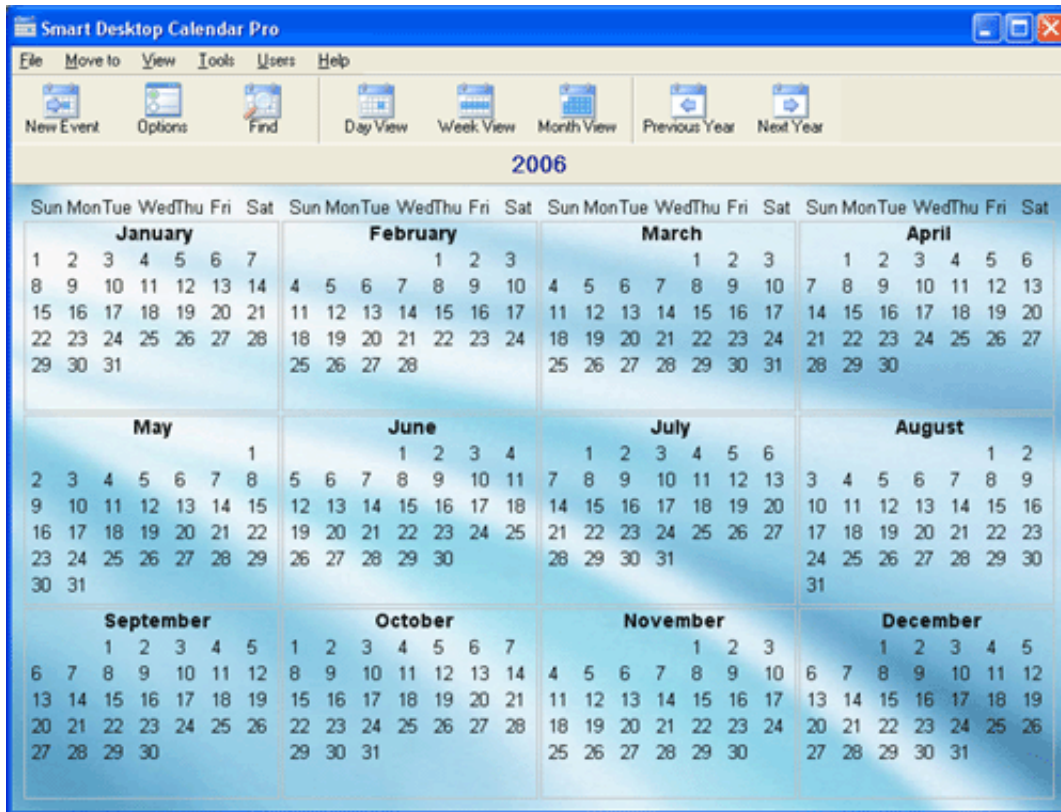 Smart Desktop Calendar Pro
File Move to View Tools Users Help
New Event Options Find Day View Week View Month View Previous Year Next Year
2006
Sun Mon Tue Wed Thu Fri Sat Sun Mon Tue Wed Thu Fri Sat Sun Mon Tue Wed Thu Fri Sat Sun Mon Tue Wed Thu Fri Sat
January February March April
1 2 3 4 5 6 7 1 2 3 1 2 3 1 2 3 4 5 6
8 9 10 11 12 13 14 4 5 6 7 8 9 10 4 5 6 7 8 9 10 7 8 9 10 11 12 13
15 16 17 18 19 20 21 11 12 13 14 15 16 17 11 12 13 14 15 16 17 14 15 16 17 18 19 20
22 23 24 25 26 27 28 18 19 20 21 22 23 24 18 19 20 21 22 23 24 21 22 23 24 25 26 27
29 30 31 25 26 27 28 25 26 27 28 29 30 31 28 29 30
May June July August
1 1 2 3 4 1 2 3 4 5 6 1 2
2 3 4 5 6 7 8 5 6 7 8 9 10 11 7 8 9 10 11 12 13 3 4 5 6 7 8 9
9 10 11 12 13 14 15 12 13 14 15 16 17 18 14 15 16 17 18 19 20 10 11 12 13 14 15 16
16 17 18 19 20 21 22 19 20 21 22 23 24 25 21 22 23 24 25 26 27 17 18 19 20 21 22 23
23 24 25 26 27 28 29 26 27 28 29 30 28 29 30 31 24 25 26 27 28 29 30
30 31 31
September October November December
1 2 3 4 5 1 2 3 4 5 6 7 1 2 3 1 2 3 4 5
6 7 8 9 10 11 12 8 9 10 11 12 13 14 4 5 6 7 8 9 10 6 7 8 9 10 11 12
13 14 15 16 17 18 19 15 16 17 18 19 20 21 11 12 13 14 15 16 17 13 14 15 16 17 18 19
20 21 22 23 24 25 26 22 23 24 25 26 27 28 18 19 20 21 22 23 24 20 21 22 23 24 25 26
27 28 29 30 29 30 31 25 26 27 28 29 30 27 28 29 30 31